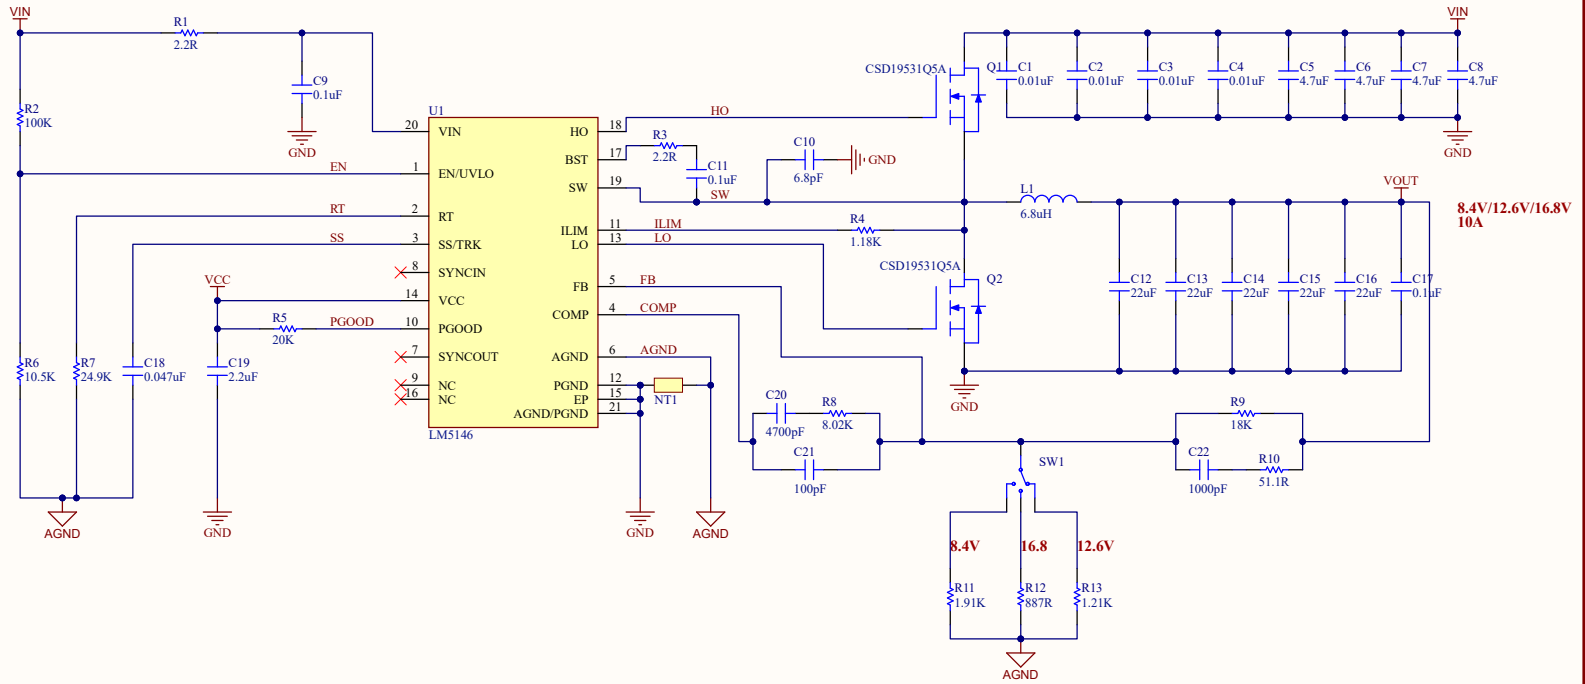 VIN
R1
2.2R
C9
0.1uF
GND
R2
100K
EN
RT
SS
VCC
R5
20K
PGOOD
R6
10.5K
R7
24.9K
C18
0.047uF
C19
2.2uF
AGND
GND
U1
20 VIN
1 EN/UVLO
2 RT
3 SS/TRK
8 SYNCIN
14 VCC
10 PGOOD
7 SYNCOUT
9 NC
16 NC
HO 18
BST 17
SW 19
ILIM 11
LO 13
FB 5
COMP 4
AGND 6
PGND 12
EP 15
AGND/PGND 21
LM5146
HO
R3
2.2R
C11
0.1uF
SW
C10
6.8pF
GND
ILIM
LO
R4
1.18K
FB
COMP
AGND
NT1
GND
AGND
CSD19531Q5A
Q1
CSD19531Q5A
Q2
GND
VIN
C1
0.01uF
C2
0.01uF
C3
0.01uF
C4
0.01uF
C5
4.7uF
C6
4.7uF
C7
4.7uF
C8
4.7uF
GND
L1
6.8uH
VOUT
8.4V/12.6V/16.8V
10A
C12
22uF
C13
22uF
C14
22uF
C15
22uF
C16
22uF
C17
0.1uF
C20
4700pF
R8
8.02K
C21
100pF
R9
18K
C22
1000pF
R10
51.1R
SW1
8.4V
16.8
12.6V
R11
1.91K
R12
887R
R13
1.21K
AGND